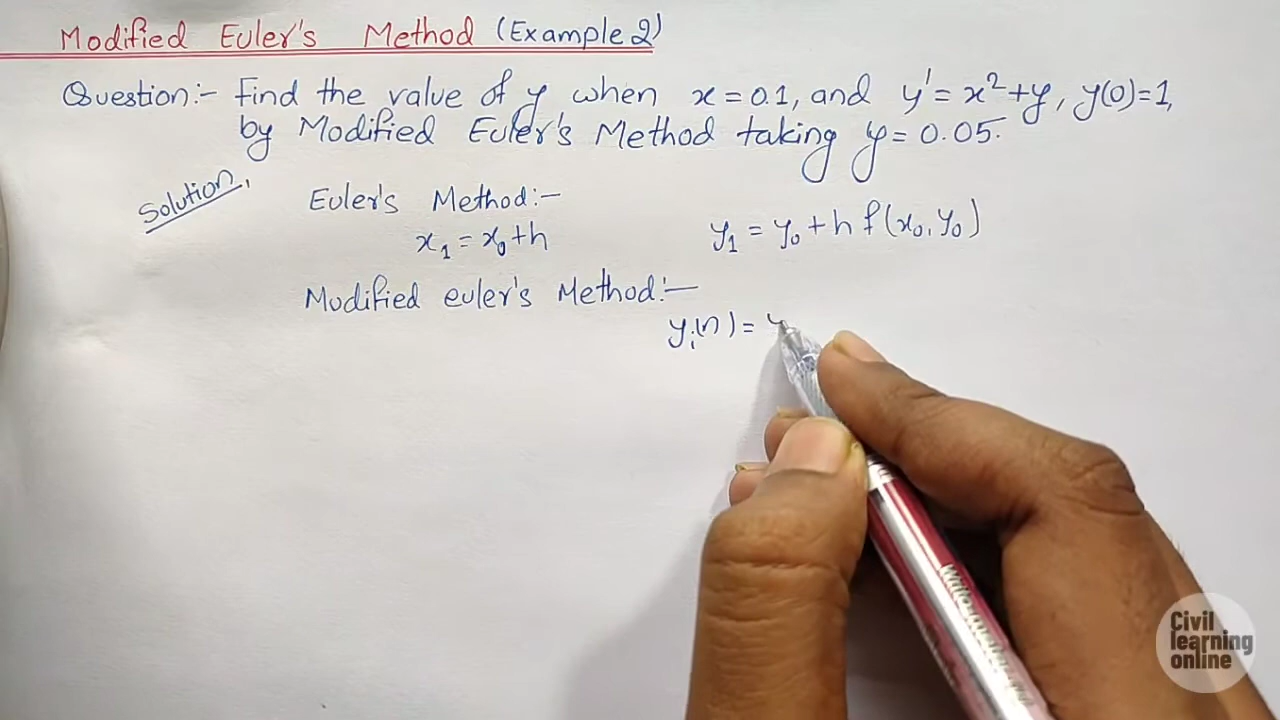 Modified Euler's Method (Example 2)
Question:- Find the value of y when x = 0.1, and y' = x² + y, y(0)=1,
by Modified Euler's Method taking y = 0.05.
Solution,
Euler's Method:-
x₁ = x₀ + h
y₁ = y₀ + h f(x₀, y₀)
Modified euler's Method:-
yᵢ(n) = y
Civil
learning
online